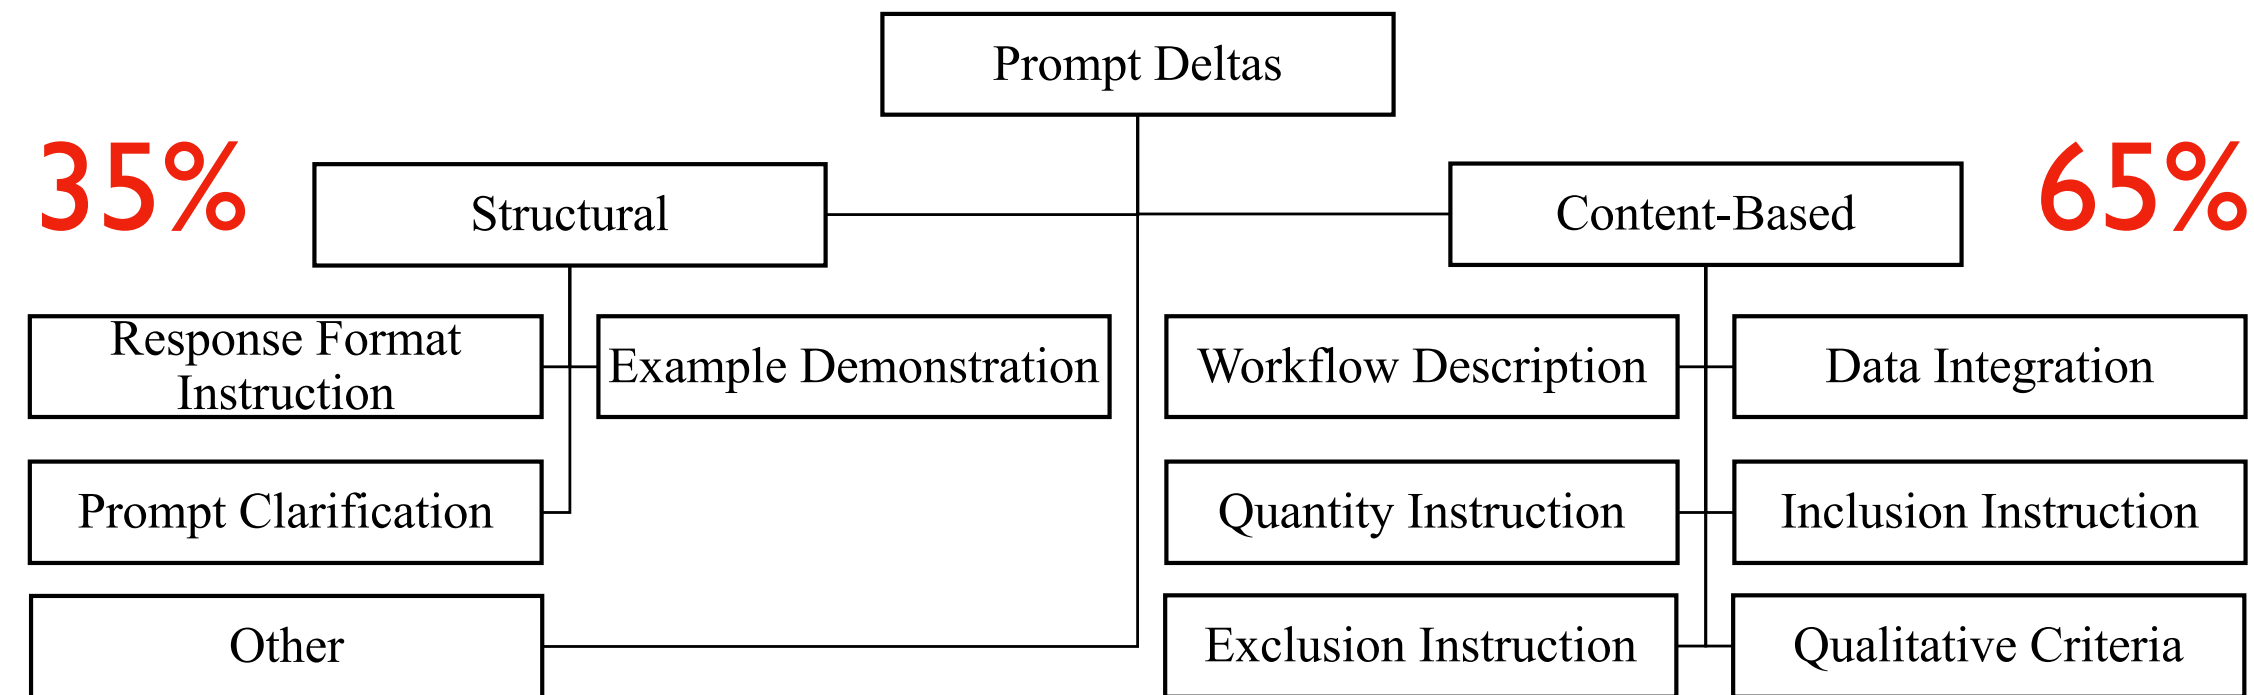 Prompt Deltas
35%
Structural
Content-Based
65%
Response Format
Instruction
Example Demonstration
Workflow Description
Data Integration
Prompt Clarification
Quantity Instruction
Inclusion Instruction
Other
Exclusion Instruction
Qualitative Criteria